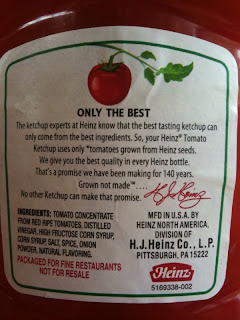 ONLY THE BEST
The ketchup experts at Heinz know that the best tasting ketchup can
only come from the best ingredients. So, your Heinz® Tomato
Ketchup uses only *tomatoes grown from Heinz seeds.
We give you the best quality in every Heinz bottle.
That's a promise we have been making for 140 years.
Grown not made™....
No other Ketchup can make that promise.
INGREDIENTS: TOMATO CONCENTRATE
FROM RED RIPE TOMATOES, DISTILLED
VINEGAR, HIGH FRUCTOSE CORN SYRUP,
CORN SYRUP, SALT, SPICE, ONION
POWDER, NATURAL FLAVORING.
PACKAGED FOR FINE RESTAURANTS
NOT FOR RESALE
MFD IN U.S.A. BY
HEINZ NORTH AMERICA,
DIVISION OF
H.J. Heinz Co., L.P.
PITTSBURGH, PA 15222
Heinz
5169338-002